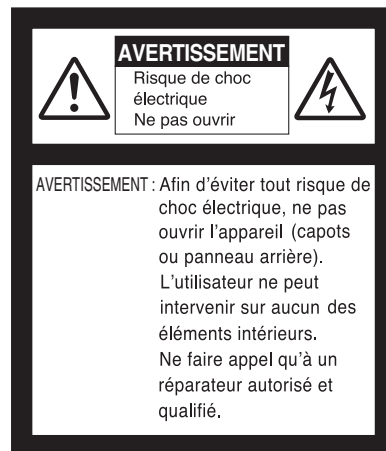 AVERTISSEMENT
Risque de choc
électrique
Ne pas ouvrir
AVERTISSEMENT : Afin d'éviter tout risque de
choc électrique, ne pas
ouvrir l'appareil (capots
ou panneau arrière).
L'utilisateur ne peut
intervenir sur aucun des
éléments intérieurs.
Ne faire appel qu'à un
réparateur autorisé et
qualifié.